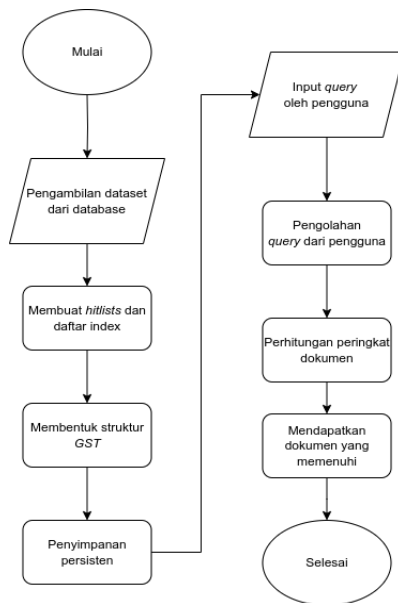 Mulai
Pengambilan dataset
dari database
Membuat hitlists dan
daftar index
Membentuk struktur
GST
Penyimpanan
persisten
Input query
oleh pengguna
Pengolahan
query dari pengguna
Perhitungan peringkat
dokumen
Mendapatkan
dokumen yang
memenuhi
Selesai